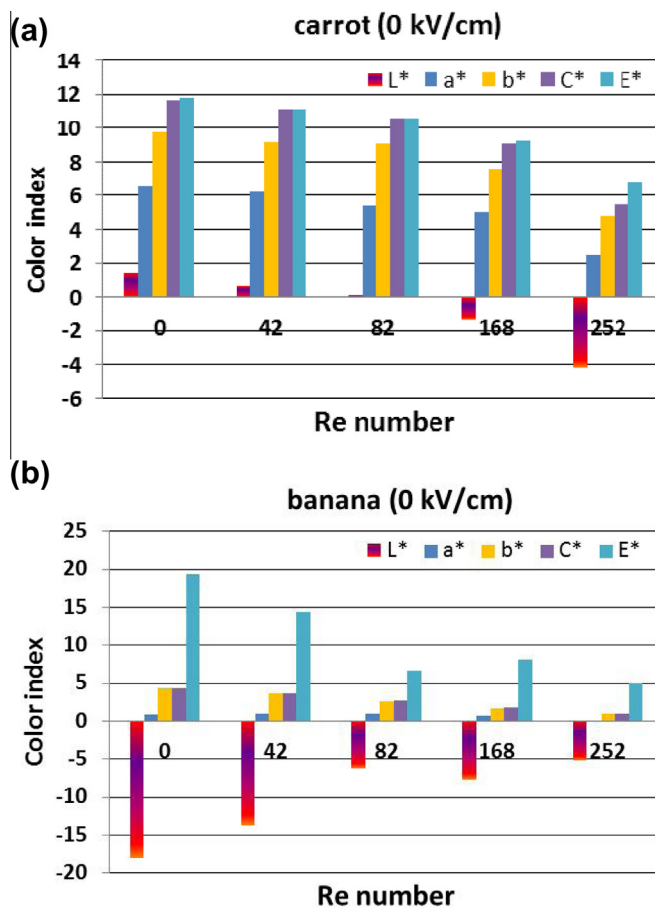 (a)
carrot (0 kV/cm)
L* a* b* C* E*
14
12
10
8
6
4
2
0
-2
-4
-6
Color index
0 42 82 168 252
Re number
(b)
banana (0 kV/cm)
L* a* b* C* E*
25
20
15
10
5
0
-5
-10
-15
-20
Color index
0 42 82 168 252
Re number